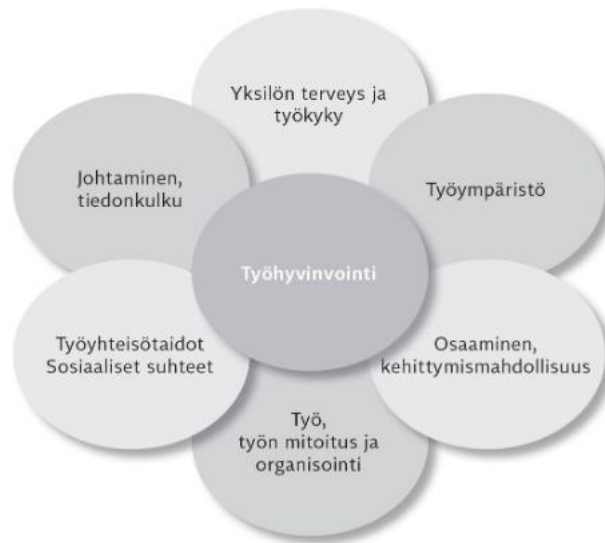 Yksilön terveys ja
työkyky
Johtaminen,
tiedonkulku
Työympäristö
Työhyvinvointi
Työyhteisötaidot
Sosiaaliset suhteet
Osaaminen,
kehittymismahdollisuus
Työ,
työn mitoitus ja
organisointi